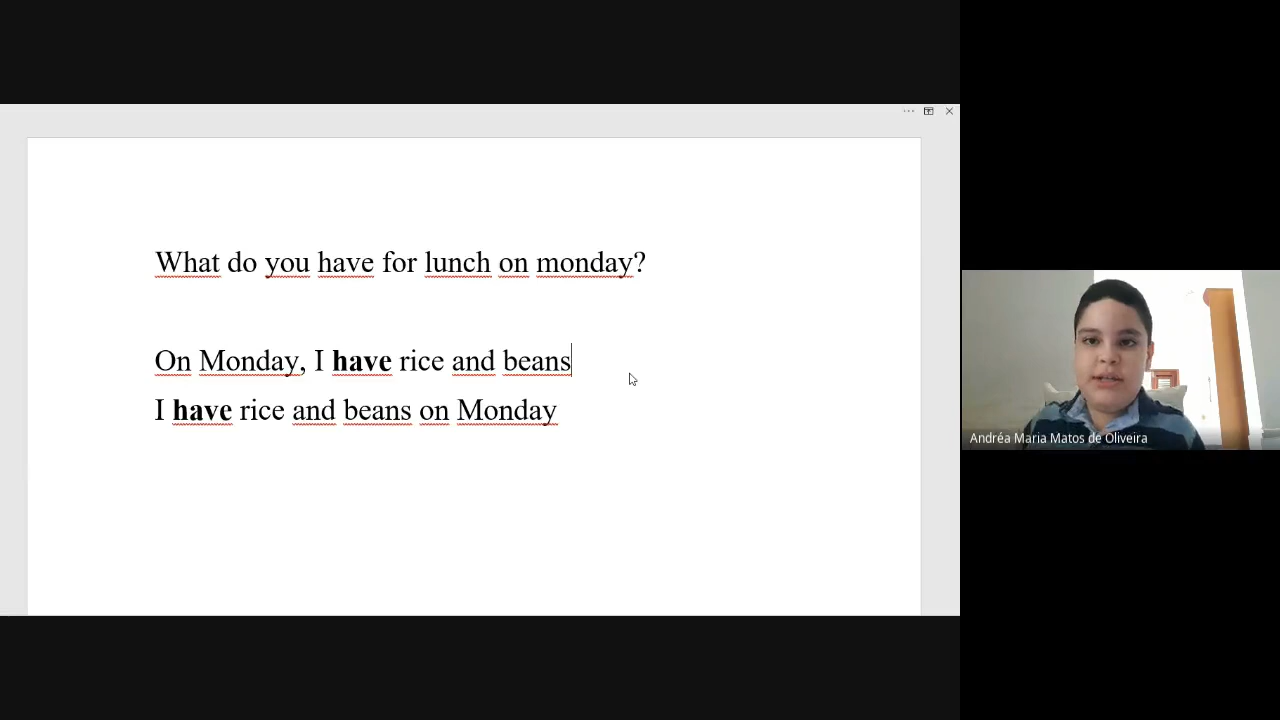 What do you have for lunch on monday?
On Monday, I have rice and beans
I have rice and beans on Monday
Andréa Maria Matos de Oliveira